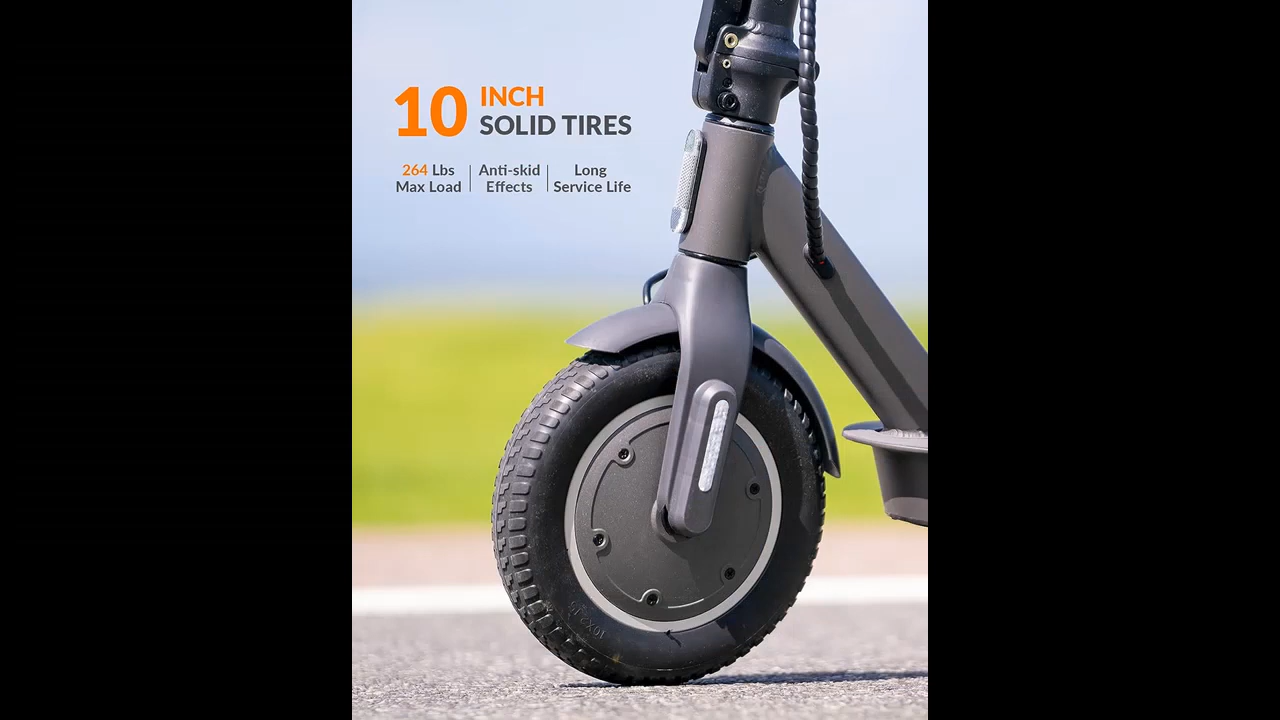 10 INCH
SOLID TIRES
264 Lbs
Max Load
Anti-skid
Effects
Long
Service Life